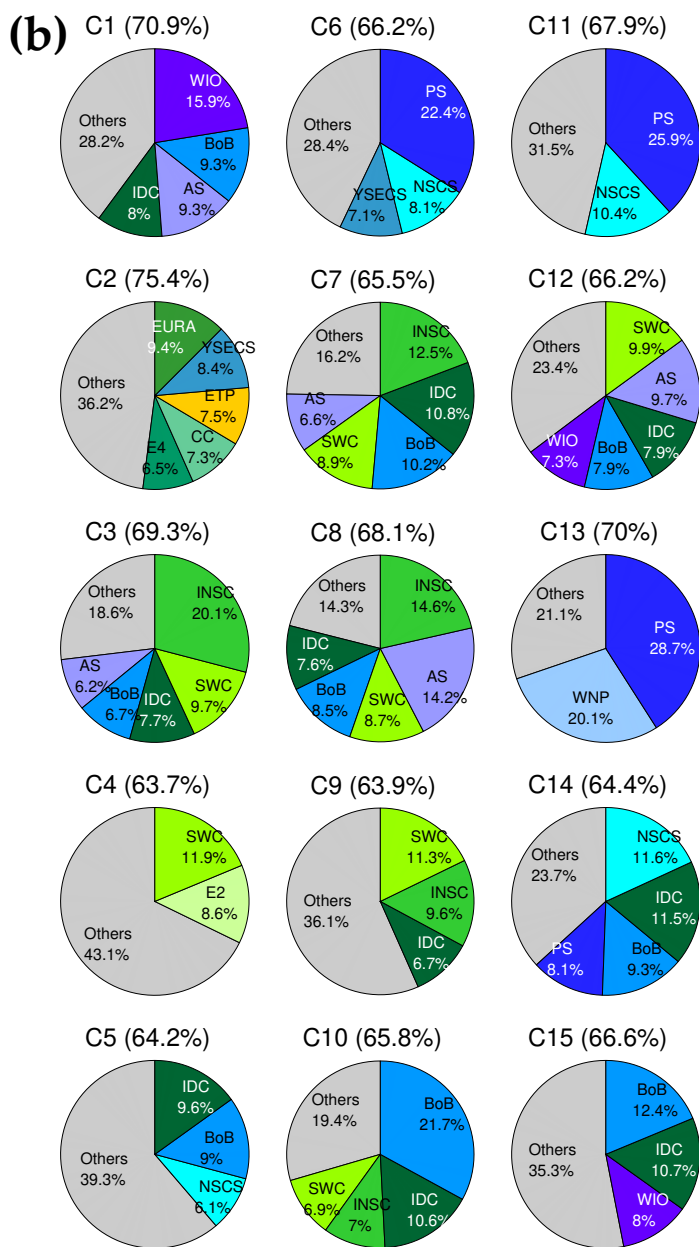 (b)
C1 (70.9%)
WIO
15.9%
BoB
9.3%
AS
9.3%
IDC
8%
Others
28.2%
C6 (66.2%)
PS
22.4%
NSCS
8.1%
YSECS
7.1%
Others
28.4%
C11 (67.9%)
PS
25.9%
NSCS
10.4%
Others
31.5%
C2 (75.4%)
EURA
9.4%
YSECS
8.4%
ETP
7.5%
CC
7.3%
E4
6.5%
Others
36.2%
C7 (65.5%)
INSC
12.5%
IDC
10.8%
BoB
10.2%
SWC
8.9%
AS
6.6%
Others
16.2%
C12 (66.2%)
SWC
9.9%
AS
9.7%
IDC
7.9%
BoB
7.9%
WIO
7.3%
Others
23.4%
C3 (69.3%)
INSC
20.1%
SWC
9.7%
IDC
7.7%
BoB
6.7%
AS
6.2%
Others
18.6%
C8 (68.1%)
INSC
14.6%
AS
14.2%
SWC
8.7%
BoB
8.5%
IDC
7.6%
Others
14.3%
C13 (70%)
PS
28.7%
WNP
20.1%
Others
21.1%
C4 (63.7%)
SWC
11.9%
E2
8.6%
Others
43.1%
C9 (63.9%)
SWC
11.3%
INSC
9.6%
IDC
6.7%
Others
36.1%
C14 (64.4%)
NSCS
11.6%
IDC
11.5%
BoB
9.3%
PS
8.1%
Others
23.7%
C5 (64.2%)
IDC
9.6%
BoB
9%
NSCS
6.1%
Others
39.3%
C10 (65.8%)
BoB
21.7%
IDC
10.6%
INSC
7%
SWC
6.9%
Others
19.4%
C15 (66.6%)
BoB
12.4%
IDC
10.7%
WIO
8%
Others
35.3%